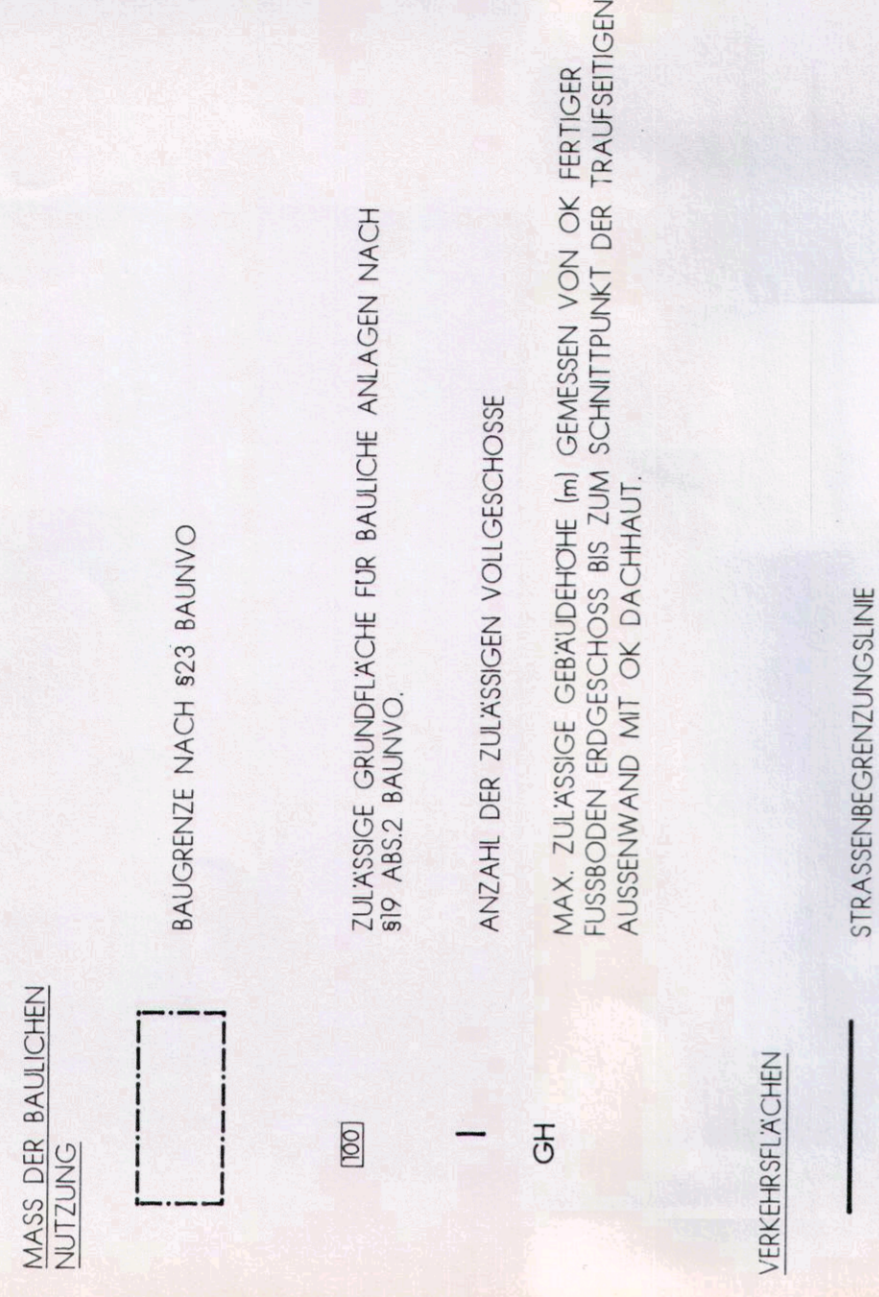 MASS DER BAULICHEN
NUTZUNG
BAUGRENZE NACH §23 BAUNVO
100
ZULÄSSIGE GRUNDFLÄCHE FÜR BAULICHE ANLAGEN NACH
§19 ABS.2 BAUNVO.
I
ANZAHL DER ZULÄSSIGEN VOLLGESCHOSSE
GH
MAX. ZULÄSSIGE GEBÄUDEHÖHE (m) GEMESSEN VON OK FERTIGER
FUSSBODEN ERDGESCHOSS BIS ZUM SCHNITTPUNKT DER TRAUFSEITIGEN
AUSSENWAND MIT OK DACHHAUT.
VERKEHRSFLÄCHEN
STRASSENBEGRENZUNGSLINIE